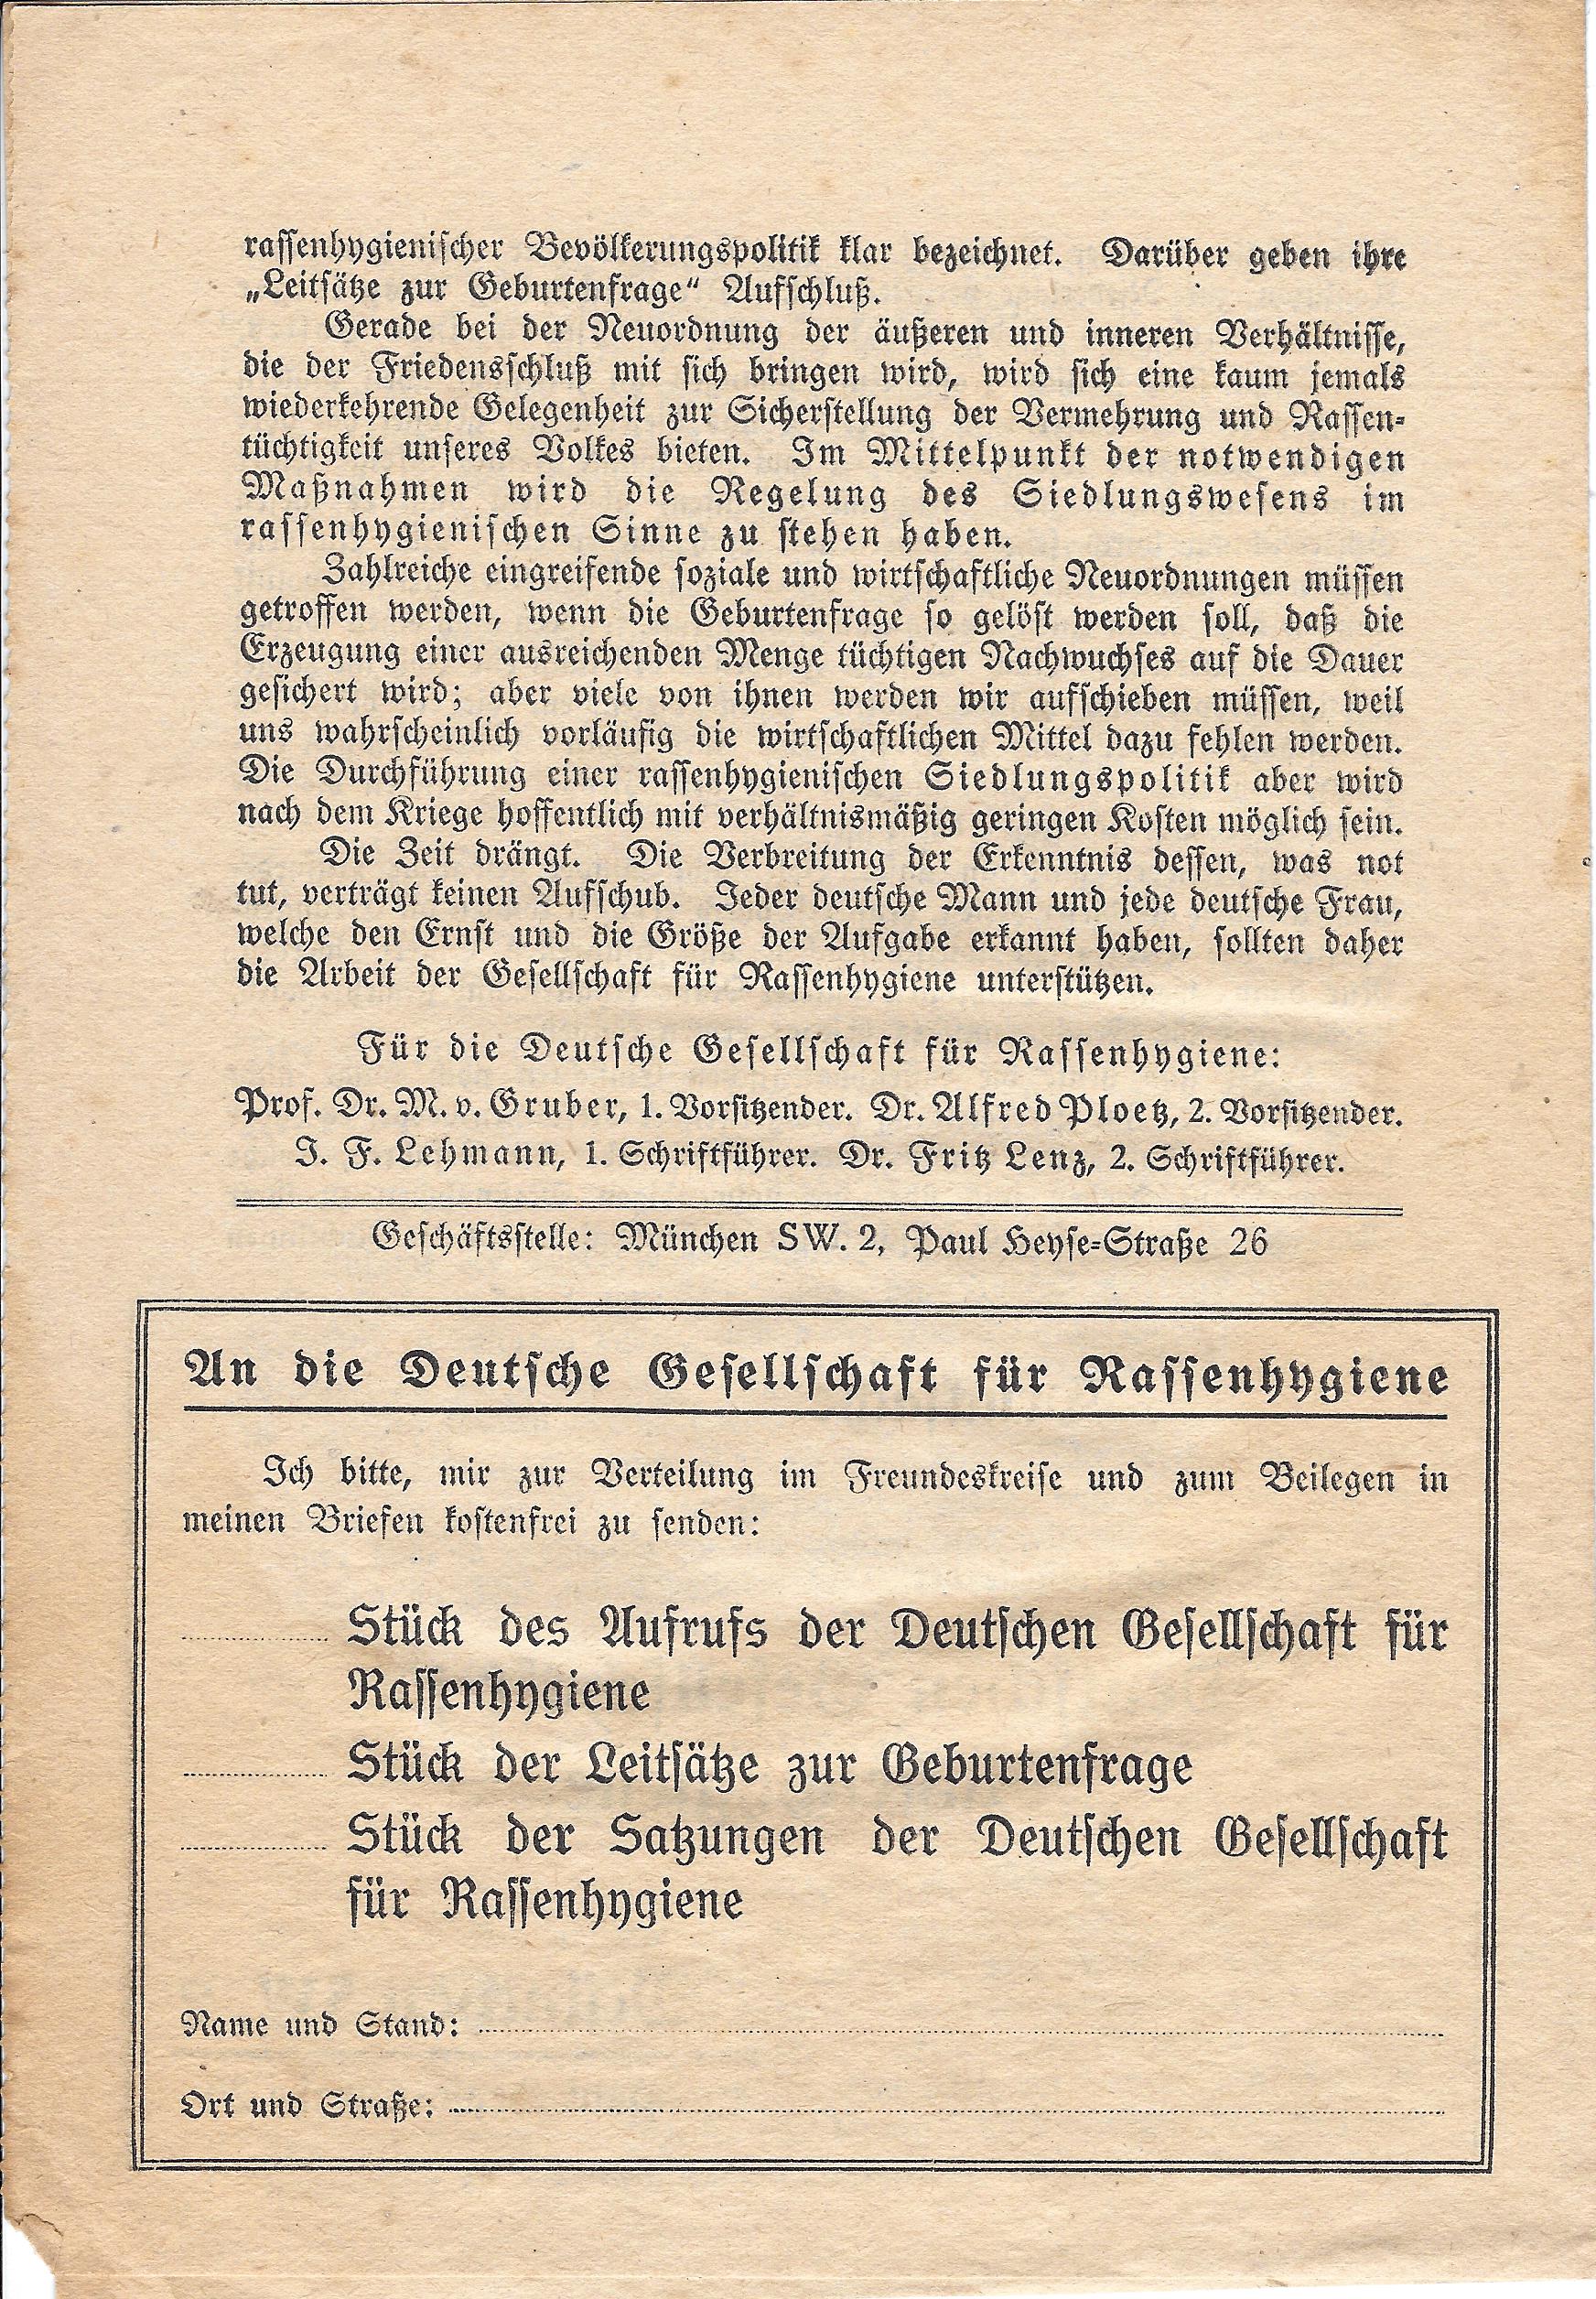 rassenhygienischer Bevölkerungspolitik klar bezeichnet. Darüber geben ihre
„Leitsätze zur Geburtenfrage“ Aufschluß.
Gerade bei der Neuordnung der äußeren und inneren Verhältnisse,
die der Friedensschluß mit sich bringen wird, wird sich eine kaum jemals
wiederkehrende Gelegenheit zur Sicherstellung der Vermehrung und Rassen-
tüchtigkeit unseres Volkes bieten. Im Mittelpunkt der notwendigen
Maßnahmen wird die Regelung des Siedlungswesens im
rassenhygienischen Sinne zu stehen haben.
Zahlreiche eingreifende soziale und wirtschaftliche Neuordnungen müssen
getroffen werden, wenn die Geburtenfrage so gelöst werden soll, daß die
Erzeugung einer ausreichenden Menge tüchtigen Nachwuchses auf die Dauer
gesichert wird; aber viele von ihnen werden wir aufschieben müssen, weil
uns wahrscheinlich vorläufig die wirtschaftlichen Mittel dazu fehlen werden.
Die Durchführung einer rassenhygienischen Siedlungspolitik aber wird
nach dem Kriege hoffentlich mit verhältnismäßig geringen Kosten möglich sein.
Die Zeit drängt. Die Verbreitung der Erkenntnis dessen, was not
tut, verträgt keinen Aufschub. Jeder deutsche Mann und jede deutsche Frau,
welche den Ernst und die Größe der Aufgabe erkannt haben, sollten daher
die Arbeit der Gesellschaft für Rassenhygiene unterstützen.
Für die Deutsche Gesellschaft für Rassenhygiene:
Prof. Dr. M. v. Gruber, 1. Vorsitzender. Dr. Alfred Ploetz, 2. Vorsitzender.
J. F. Lehmann, 1. Schriftführer. Dr. Fritz Lenz, 2. Schriftführer.
Geschäftsstelle: München SW. 2, Paul Heyse-Straße 26
An die Deutsche Gesellschaft für Rassenhygiene
Ich bitte, mir zur Verteilung im Freundeskreise und zum Beilegen in
meinen Briefen kostenfrei zu senden:
Stück des Aufrufs der Deutschen Gesellschaft für
Rassenhygiene
Stück der Leitsätze zur Geburtenfrage
Stück der Satzungen der Deutschen Gesellschaft
für Rassenhygiene
Name und Stand:
Ort und Straße: